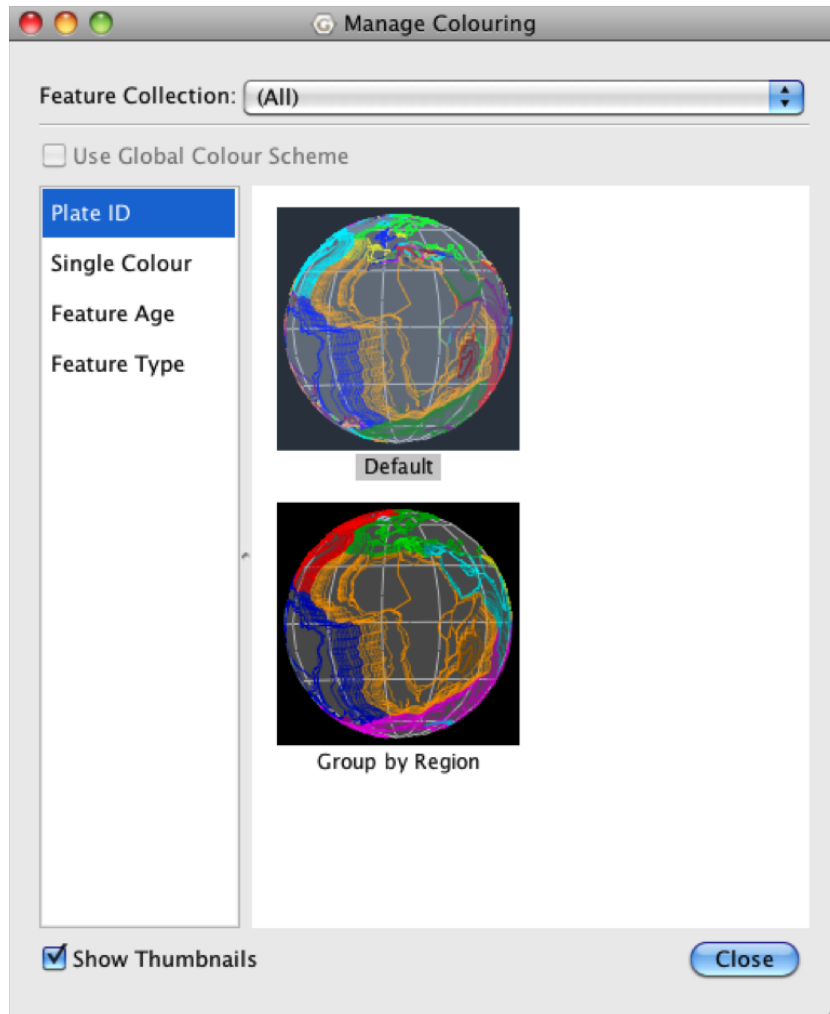 Manage Colouring
Feature Collection: (All)
Use Global Colour Scheme
Plate ID
Single Colour
Feature Age
Feature Type
Default
Group by Region
Show Thumbnails
Close